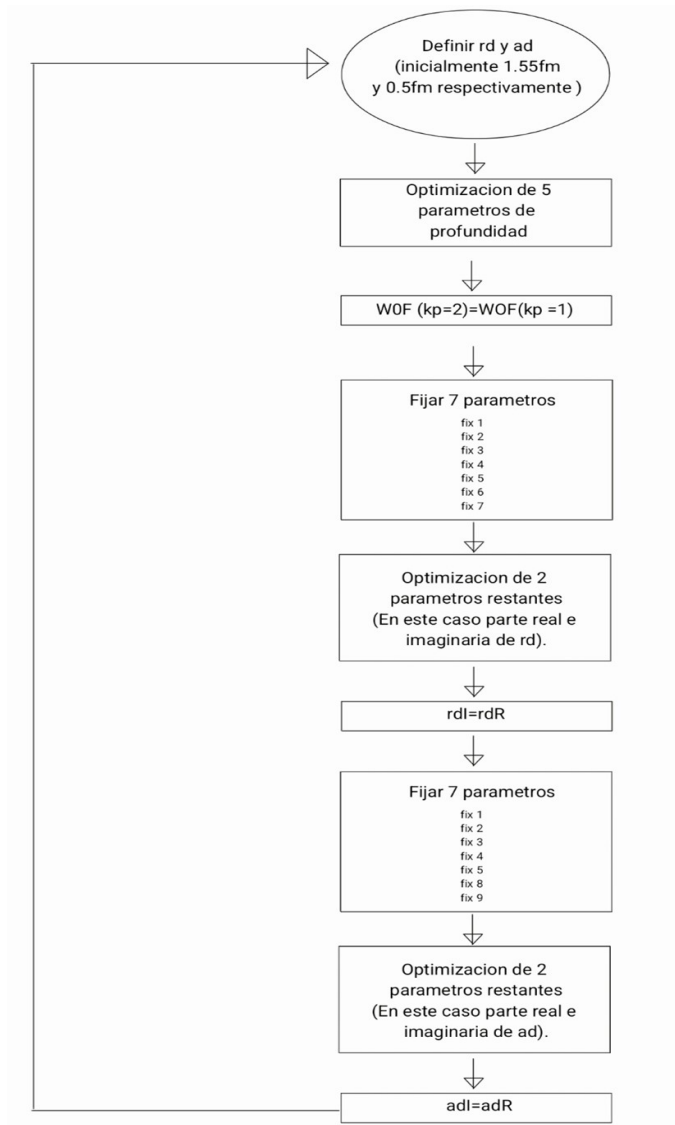 Definir rd y ad
(inicialmente 1.55fm
y 0.5fm respectivamente )
Optimizacion de 5
parametros de
profundidad
W0F (kp=2)=WOF(kp =1)
Fijar 7 parametros
fix 1
fix 2
fix 3
fix 4
fix 5
fix 6
fix 7
Optimizacion de 2
parametros restantes
(En este caso parte real e
imaginaria de rd).
rdI=rdR
Fijar 7 parametros
fix 1
fix 2
fix 3
fix 4
fix 5
fix 8
fix 9
Optimizacion de 2
parametros restantes
(En este caso parte real e
imaginaria de ad).
adI=adR